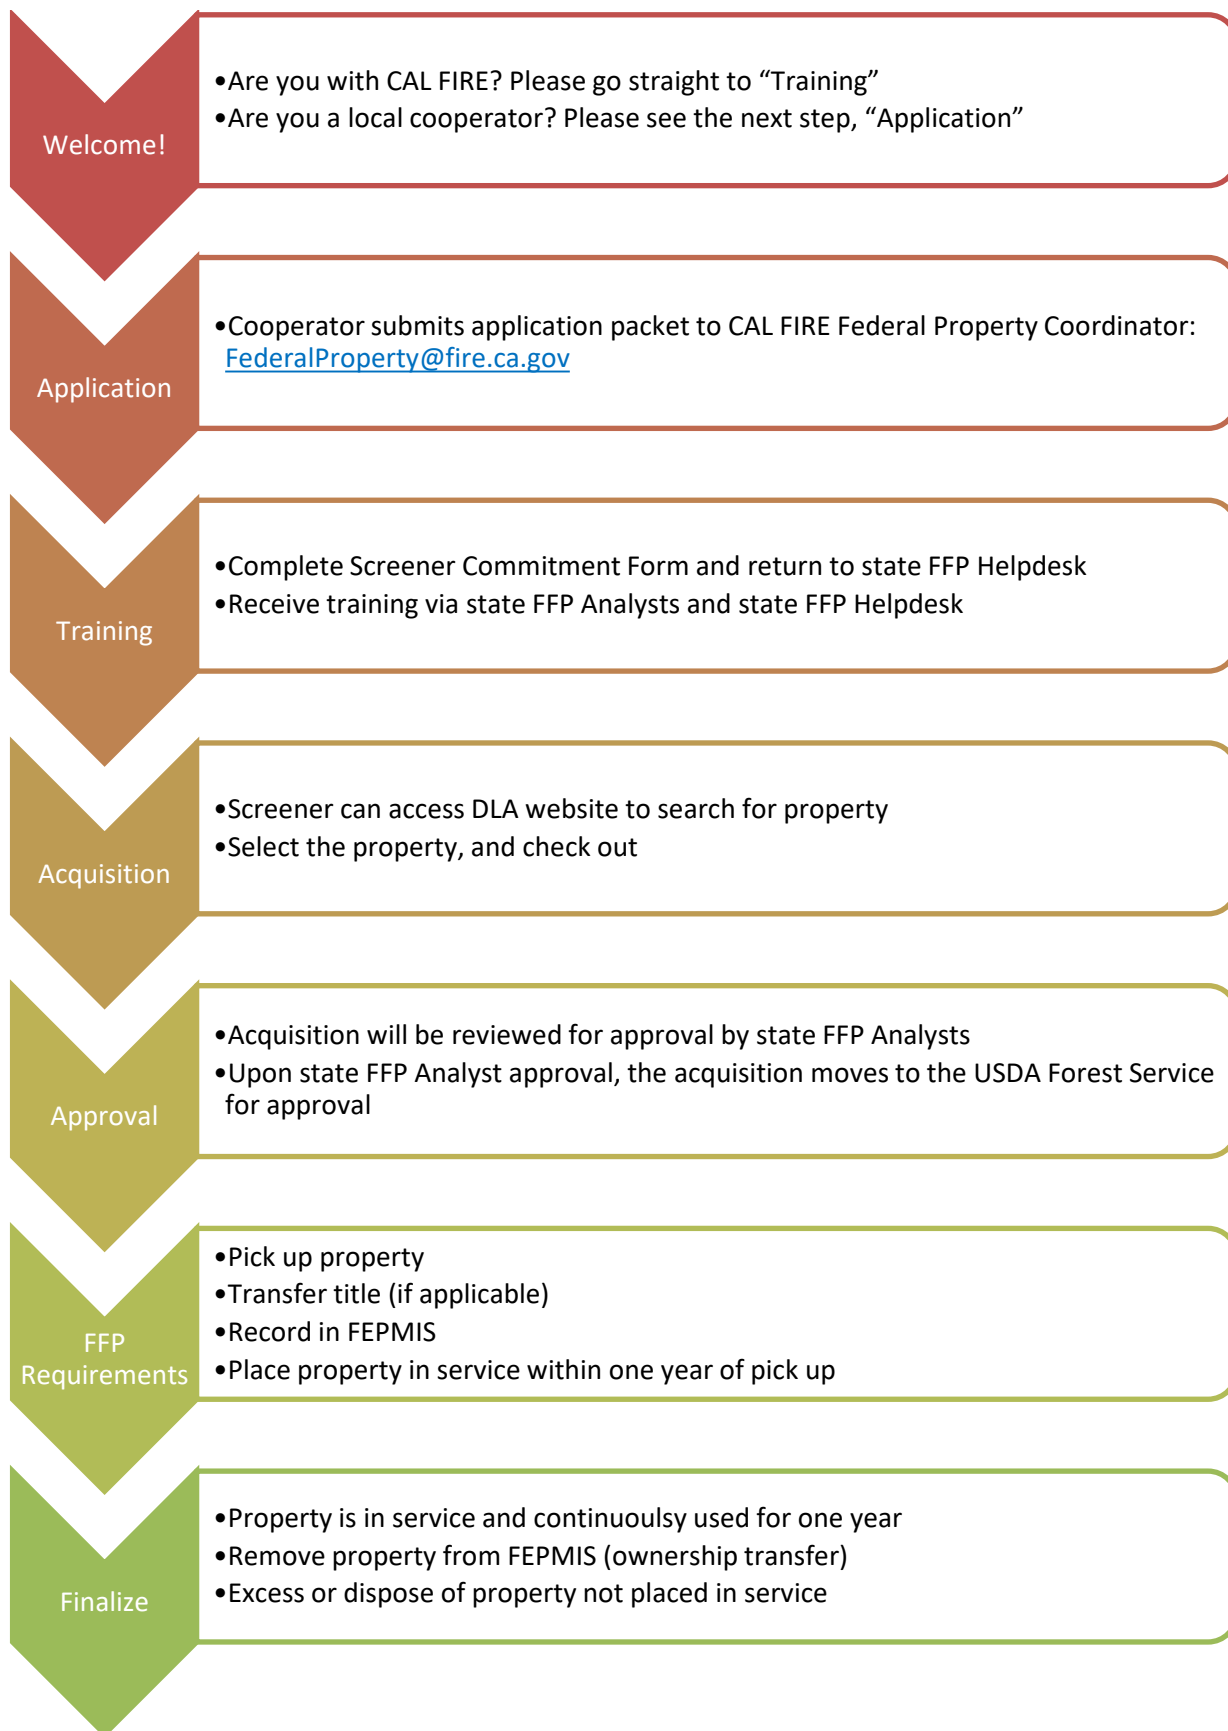 Welcome!
•Are you with CAL FIRE? Please go straight to “Training”
•Are you a local cooperator? Please see the next step, “Application”
Application
•Cooperator submits application packet to CAL FIRE Federal Property Coordinator:
FederalProperty@fire.ca.gov
Training
•Complete Screener Commitment Form and return to state FFP Helpdesk
•Receive training via state FFP Analysts and state FFP Helpdesk
Acquisition
•Screener can access DLA website to search for property
•Select the property, and check out
Approval
•Acquisition will be reviewed for approval by state FFP Analysts
•Upon state FFP Analyst approval, the acquisition moves to the USDA Forest Service
for approval
FFP
Requirements
•Pick up property
•Transfer title (if applicable)
•Record in FEPMIS
•Place property in service within one year of pick up
Finalize
•Property is in service and continuoulsy used for one year
•Remove property from FEPMIS (ownership transfer)
•Excess or dispose of property not placed in service